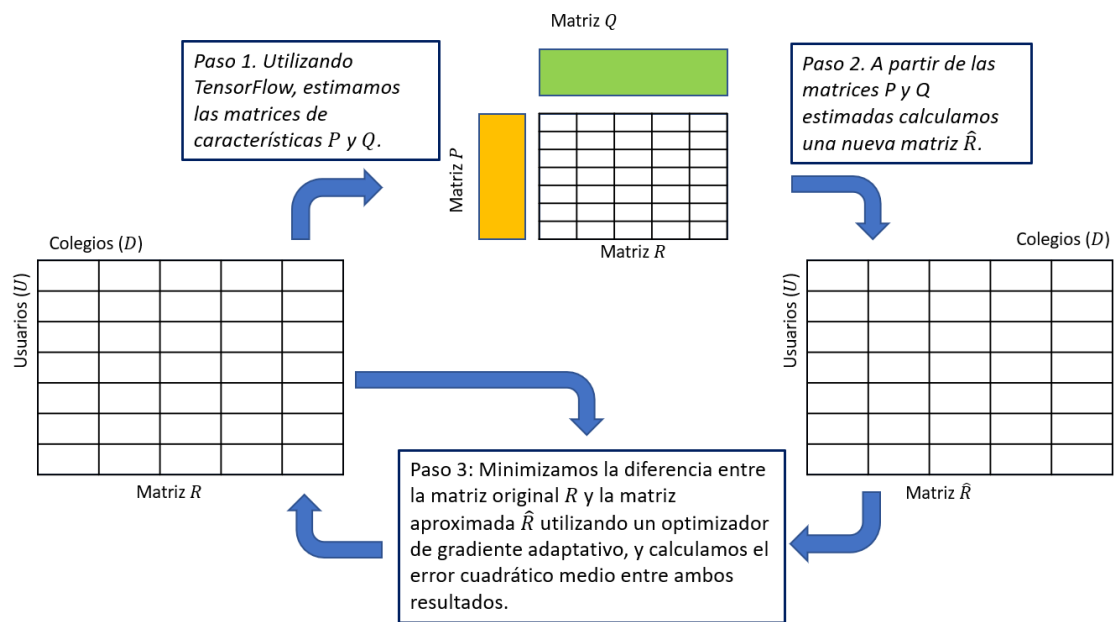 Matriz Q
Paso 1. Utilizando
TensorFlow, estimamos
las matrices de
características P y Q.
Matriz P
Matriz R
Paso 2. A partir de las
matrices P y Q
estimadas calculamos
una nueva matriz R̂.
Colegios (D)
Usuarios (U)
Matriz R
Colegios (D)
Usuarios (U)
Matriz R̂
Paso 3: Minimizamos la diferencia entre
la matriz original R y la matriz
aproximada R̂ utilizando un optimizador
de gradiente adaptativo, y calculamos el
error cuadrático medio entre ambos
resultados.